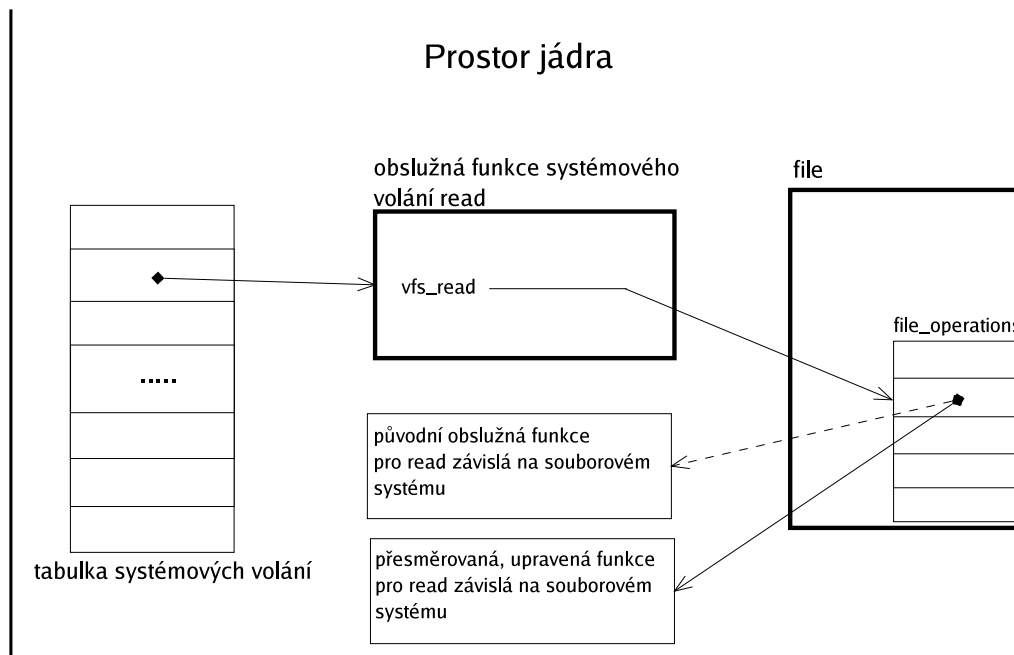 Prostor jádra
obslužná funkce systémového
volání read
file
vfs_read
file_operations
.....
původní obslužná funkce
pro read závislá na souborovém
systému
přesměrovaná, upravená funkce
pro read závislá na souborovém
systému
tabulka systémových volání